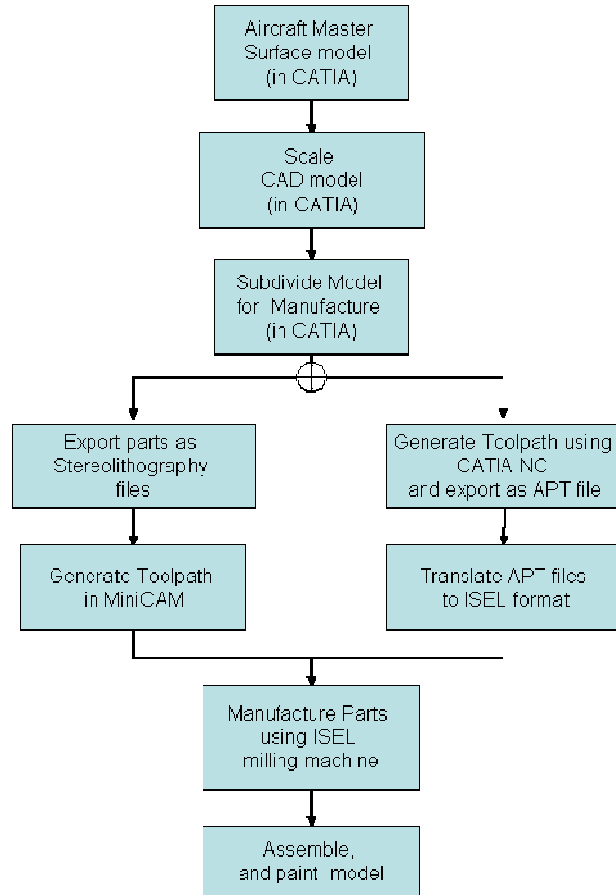 Aircraft Master
Surface model
(in CATIA)
Scale
CAD model
(in CATIA)
Subdivide Model
for Manufacture
(in CATIA)
Export parts as
Stereolithography
files
Generate Toolpath using
CATIA NC
and export as APT file
Generate Toolpath
in MiniCAM
Translate APT files
to ISEL format
Manufacture Parts
using ISEL
milling machine
Assemble,
and paint model